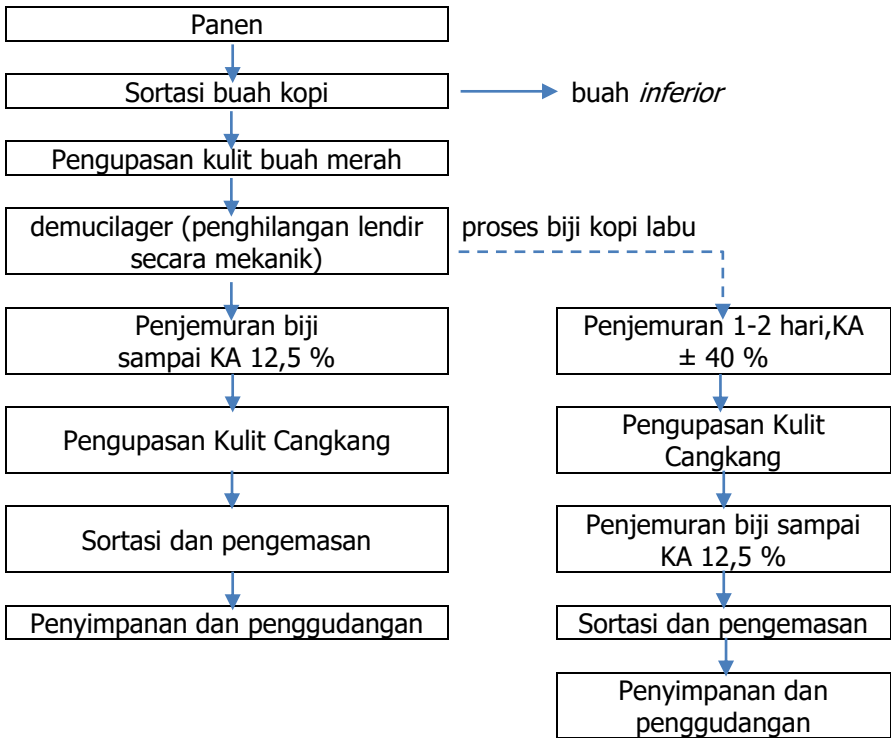 Panen
Sortasi buah kopi
buah inferior
Pengupasan kulit buah merah
demucilager (penghilangan lendir
secara mekanik)
proses biji kopi labu
Penjemuran biji
sampai KA 12,5 %
Pengupasan Kulit Cangkang
Sortasi dan pengemasan
Penyimpanan dan penggudangan
Penjemuran 1-2 hari,KA
± 40 %
Pengupasan Kulit
Cangkang
Penjemuran biji sampai
KA 12,5 %
Sortasi dan pengemasan
Penyimpanan dan
penggudangan